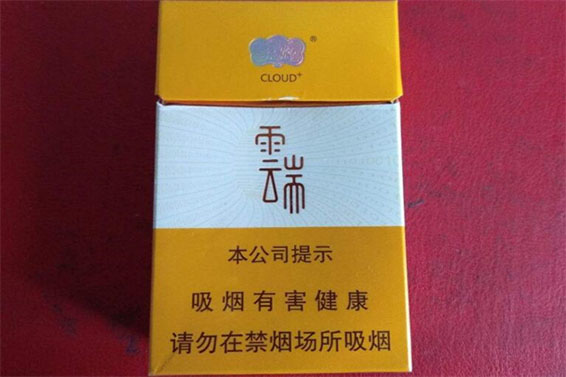 ®
CLOUD+
雲端
本公司提示
吸烟有害健康
请勿在禁烟场所吸烟